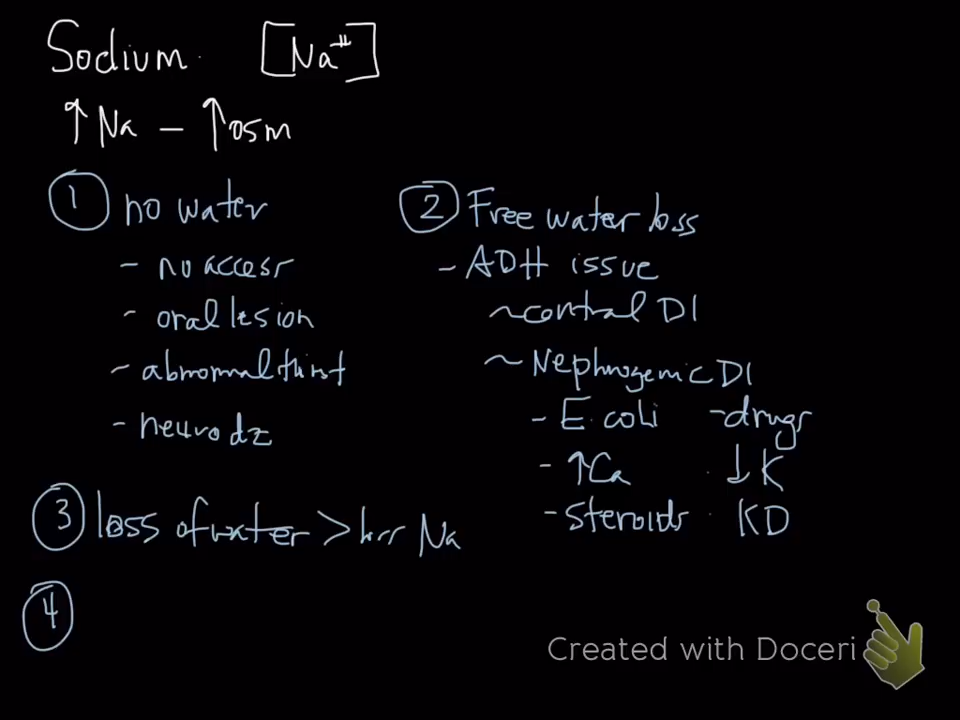 Sodium [Na+]
↑Na - ↑osm
① no water
- no access
- oral lesion
- abnormal thirst
- neuro dz
② Free water loss
- ADH issue
~central DI
~Nephrogenic DI
- E. coli - drugs
- ↑Ca . ↓K
- steroids . KD
③ loss of water > loss Na
④
Created with Doceri